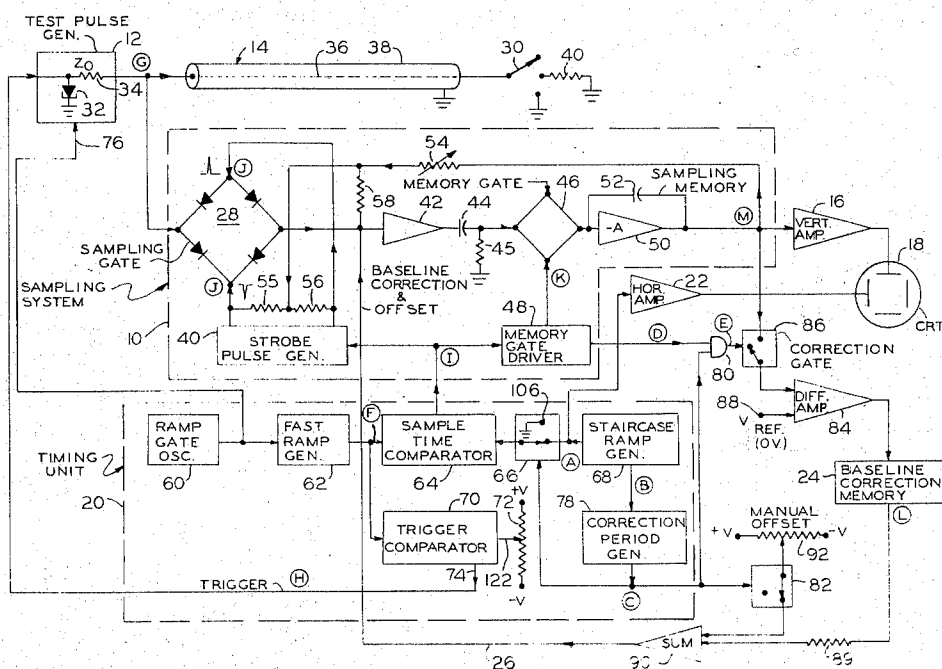 TEST PULSE
GEN. 12
G
14
36
38
30
40
Z0
34
32
76
54
J
MEMORY GATE
46
52
SAMPLING
MEMORY
28
58
42
44
45
-A
50
M
16
VERT.
AMP.
18
SAMPLING
GATE
SAMPLING
SYSTEM
J
55
56
BASELINE
CORRECTION
&
OFFSET
K
22
HOR.
AMP.
CRT
10
40
STROBE
PULSE GEN.
I
48
MEMORY
GATE
DRIVER
D
E
80
86
CORRECTION
GATE
88
V
REF.
(0V.)
DIFF.
AMP.
84
106
TIMING
UNIT
RAMP
GATE
OSC.
60
FAST
RAMP
GEN.
62
F
SAMPLE
TIME
COMPARATOR
64
66
A
STAIRCASE
RAMP
GEN.
68
B
24
BASELINE
CORRECTION
MEMORY
L
20
70
TRIGGER
COMPARATOR
74
72
+V
-V
122
78
CORRECTION
PERIOD
GEN.
C
MANUAL
OFFSET
+V
-V
92
82
TRIGGER
H
26
SUM
89